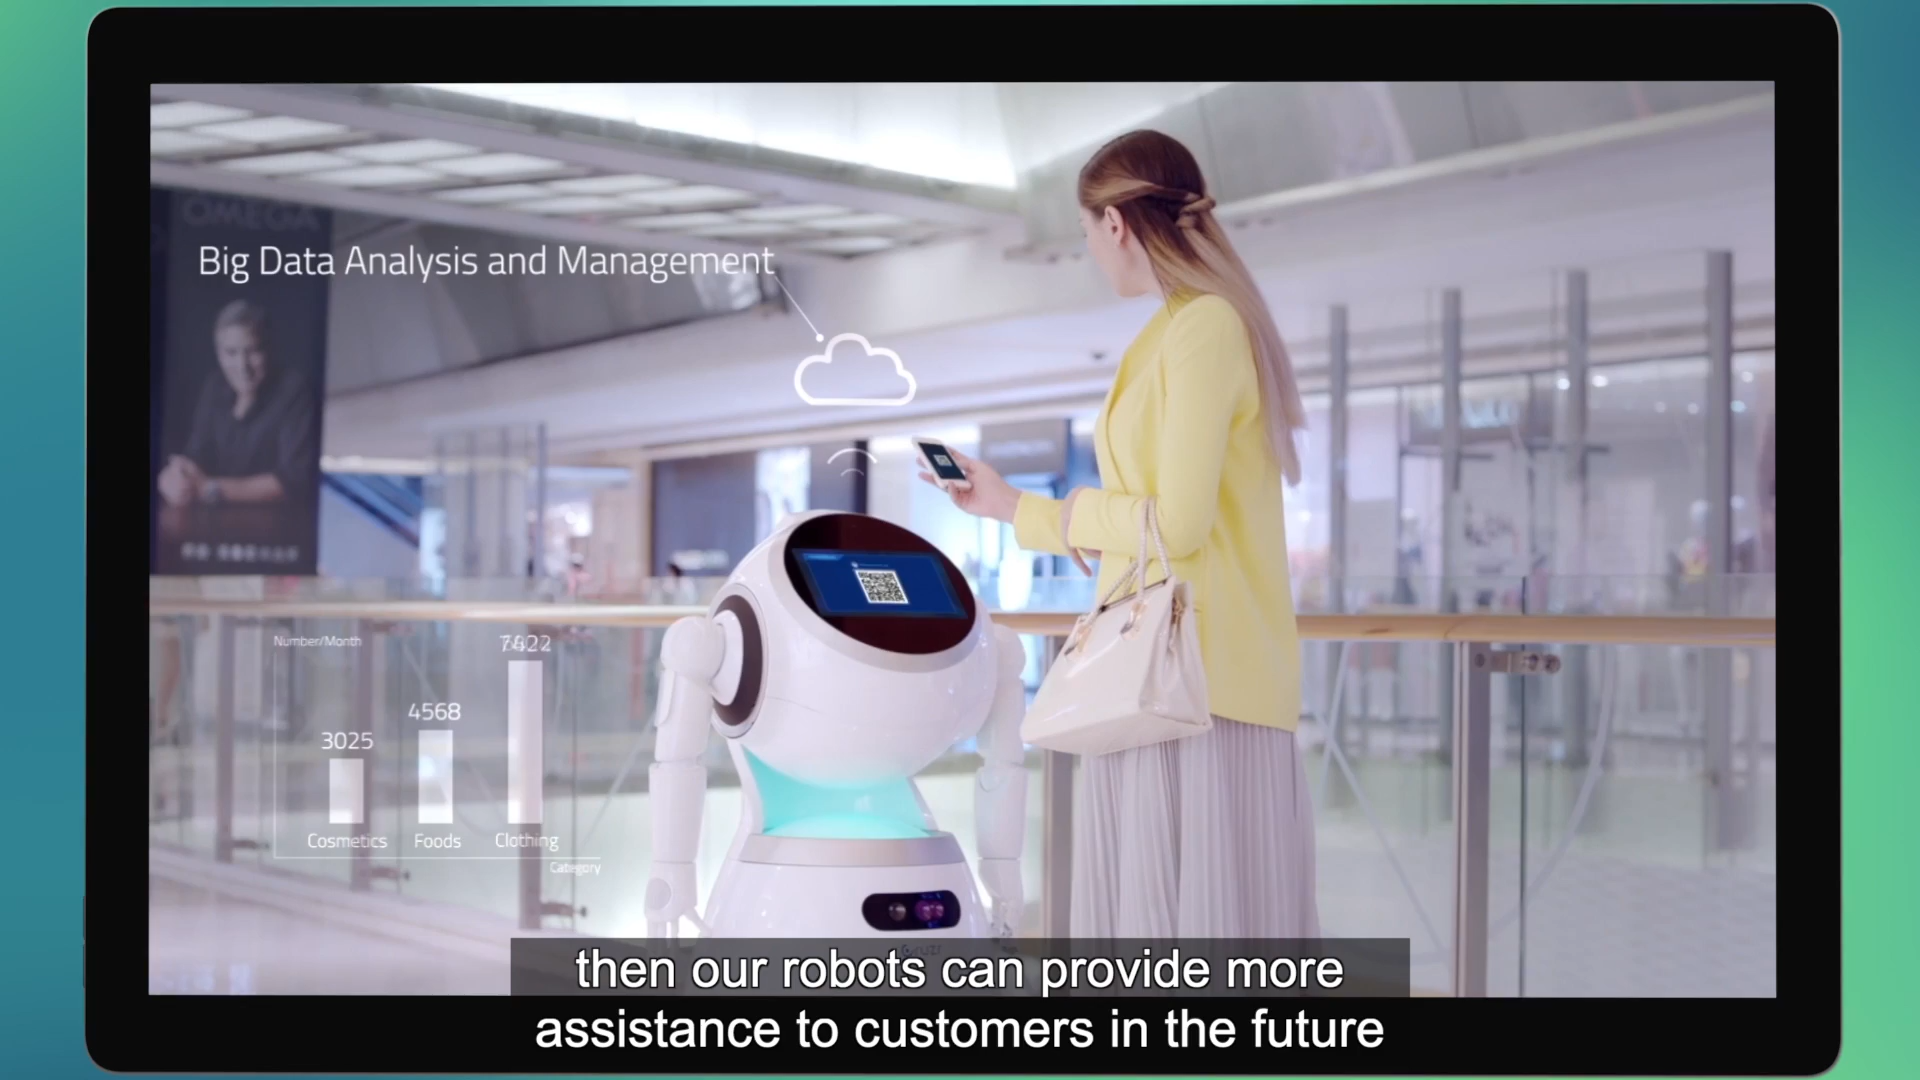 OMEGA
Big Data Analysis and Management
Number/Month
7422
4568
3025
Cosmetics
Foods
Clothing
Category
then our robots can provide more
assistance to customers in the future